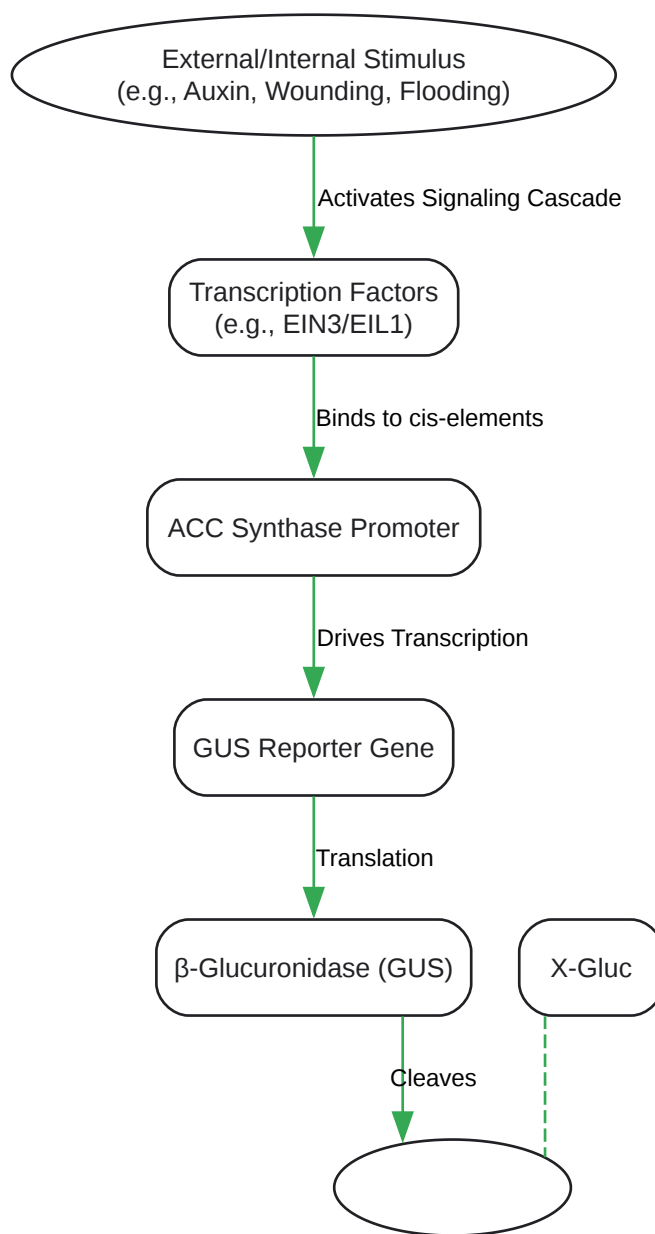 External/Internal Stimulus
(e.g., Auxin, Wounding, Flooding)
Activates Signaling Cascade
Transcription Factors
(e.g., EIN3/EIL1)
Binds to cis-elements
ACC Synthase Promoter
Drives Transcription
GUS Reporter Gene
Translation
β-Glucuronidase (GUS)
X-Gluc
Cleaves